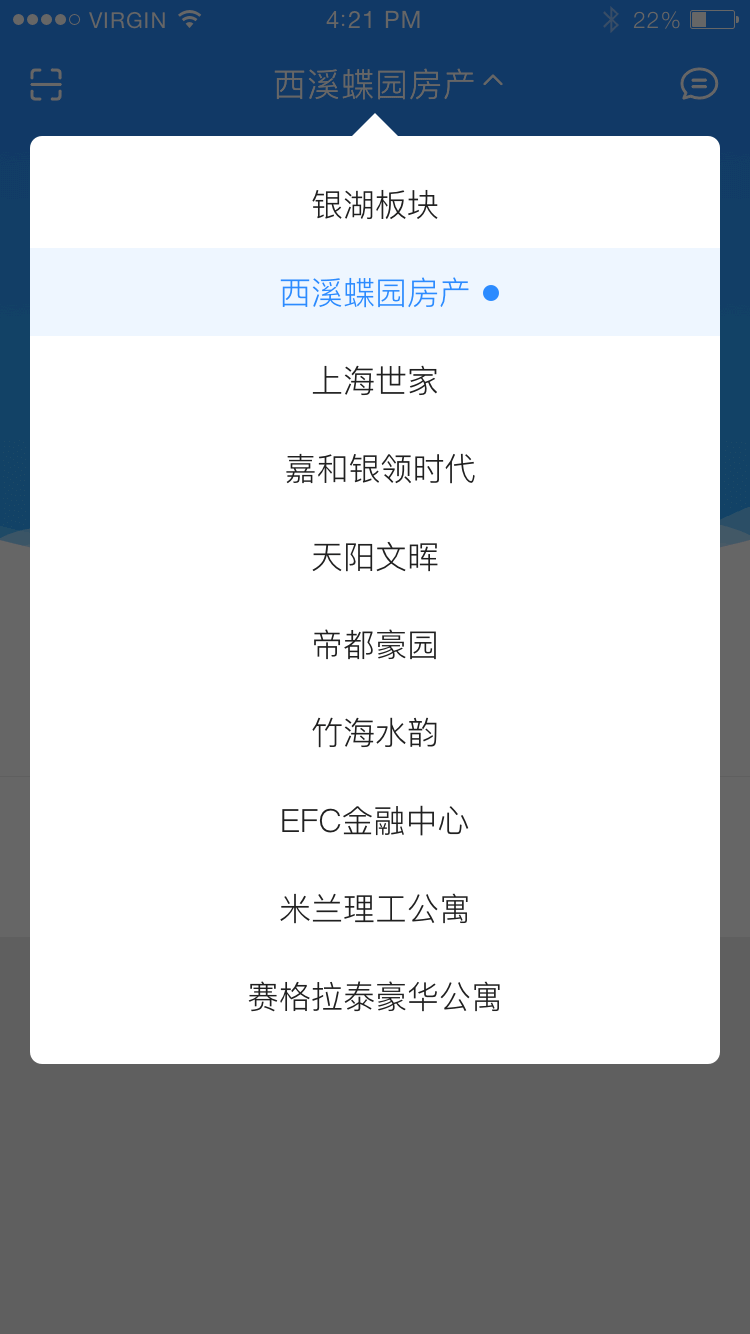 VIRGIN 4:21 PM 22%
西溪蝶园房产
银湖板块
西溪蝶园房产
上海世家
嘉和银领时代
天阳文晖
帝都豪园
竹海水韵
EFC金融中心
米兰理工公寓
赛格拉泰豪华公寓